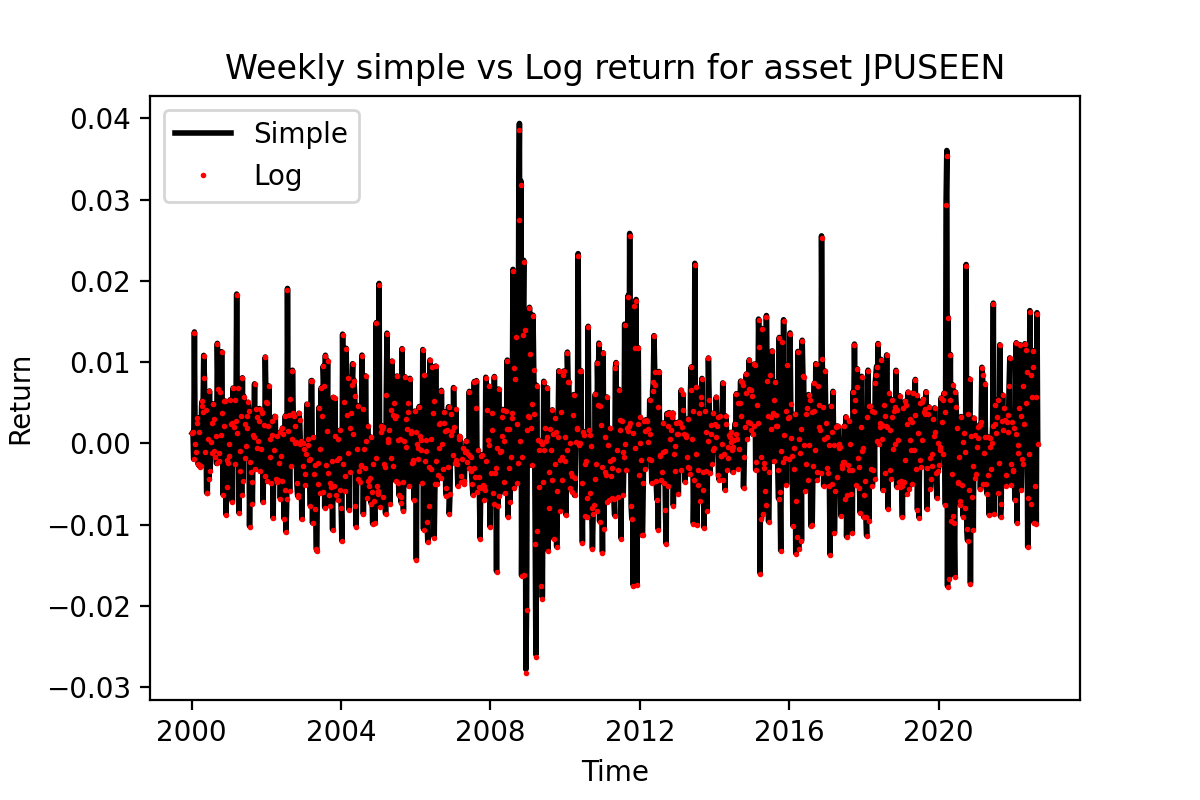 Weekly simple vs Log return for asset JPUSEEN
Simple
Log
0.04
0.03
0.02
0.01
0.00
−0.01
−0.02
−0.03
Return
2000 2004 2008 2012 2016 2020
Time